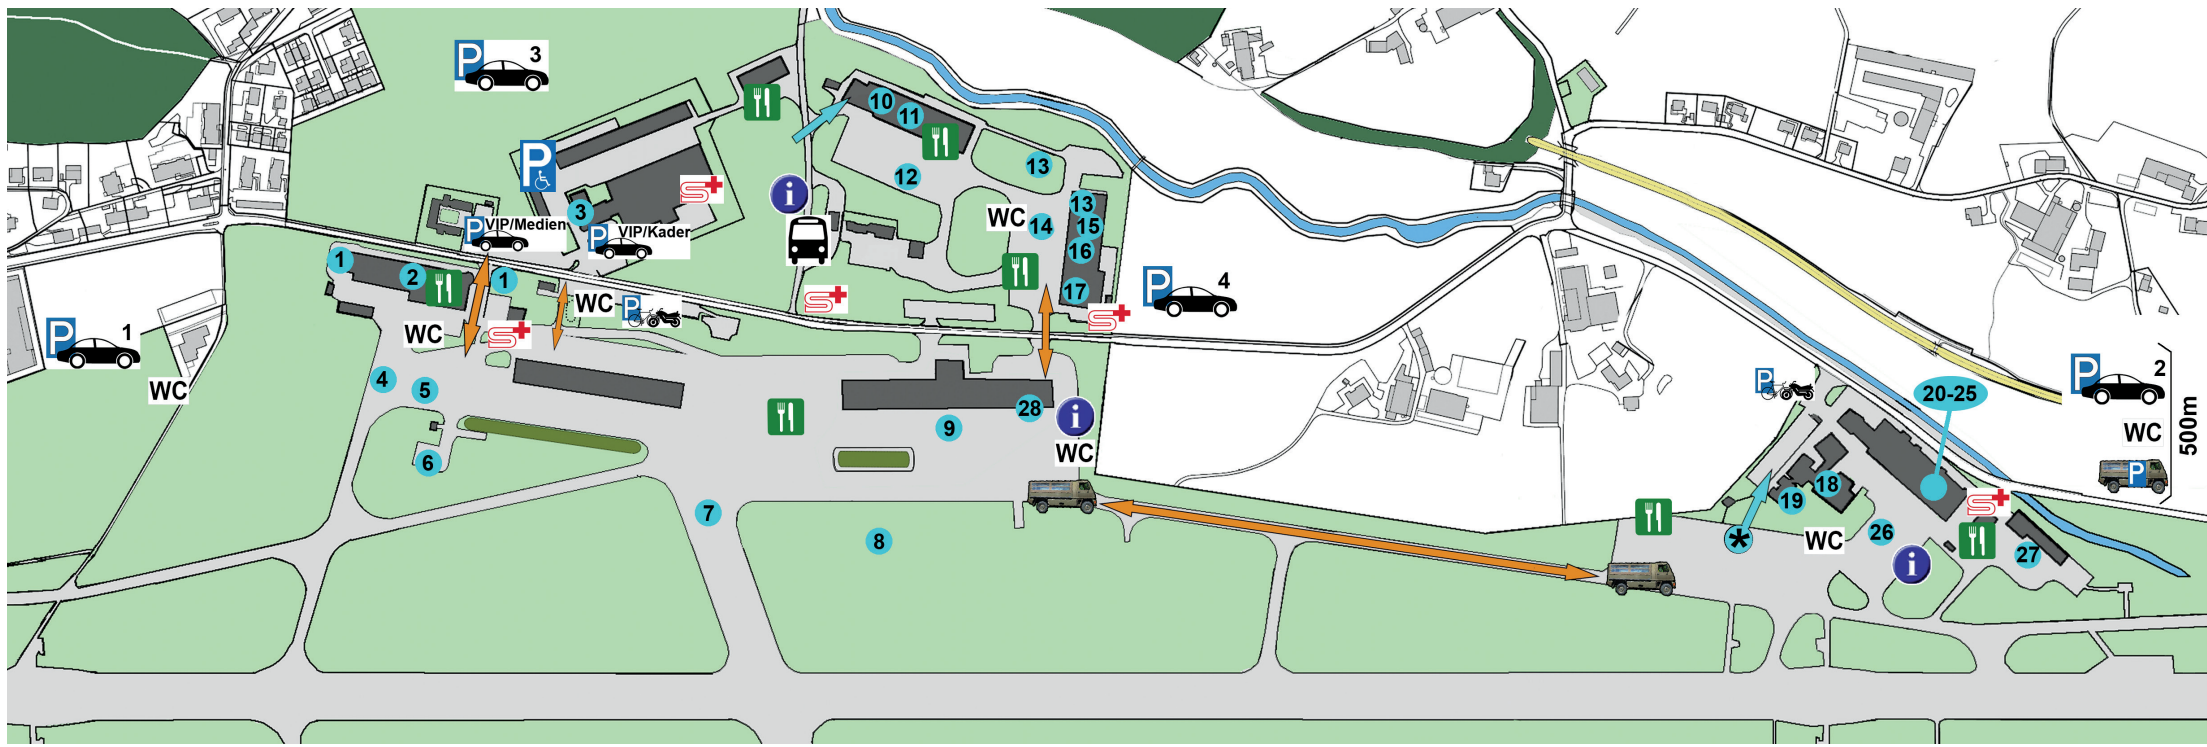 P 3
P
3
P VIP/Medien
P VIP/Kader
S+
1
2
1
WC
WC
S+
P
P 1
WC
4
5
6
7
8
9
28
i
WC
10
11
12
13
i
S+
WC
14
13
15
16
17
S+
P 4
P
20-25
P 2
WC
P
500m
18
19
*
WC
26
S+
i
27